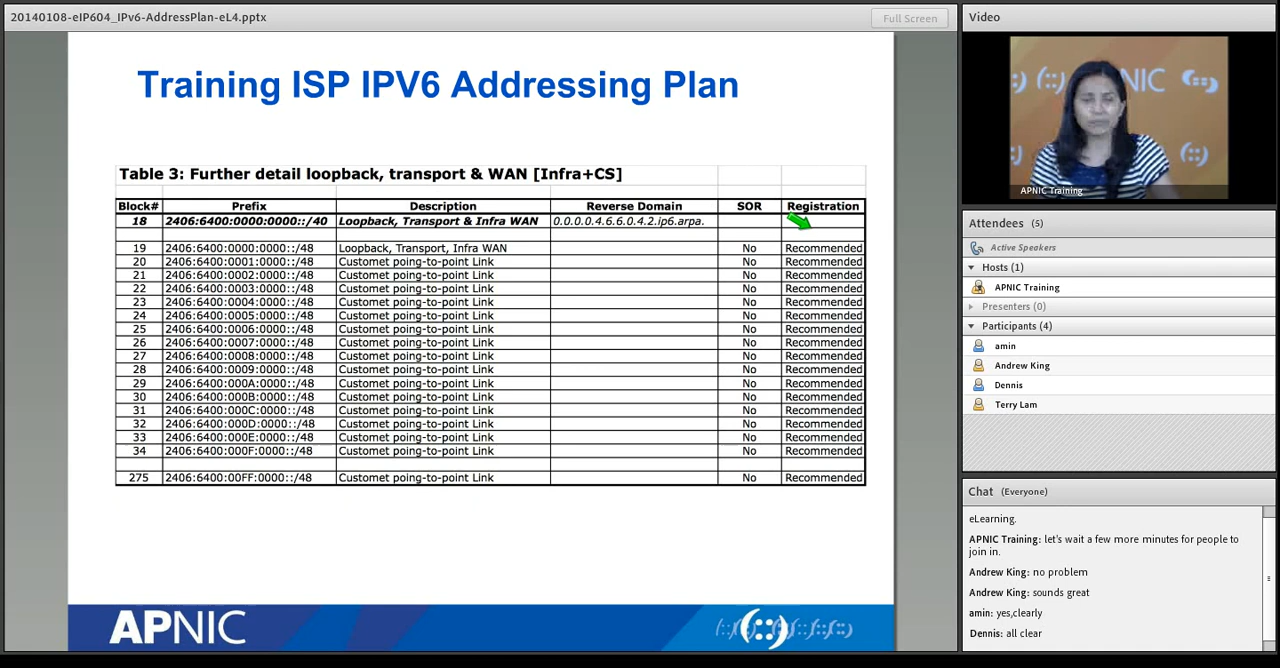 20140108-eIP604_IPv6-AddressPlan-eL4.pptx
Full Screen
Training ISP IPV6 Addressing Plan
Table 3: Further detail loopback, transport & WAN [Infra+CS]
Block# Prefix Description Reverse Domain SOR Registration
18 2406:6400:0000:0000::/40 Loopback, Transport & Infra WAN 0.0.0.0.4.6.6.0.4.2.ip6.arpa.
19 2406:6400:0000:0000::/48 Loopback, Transport, Infra WAN No Recommended
20 2406:6400:0001:0000::/48 Customet poing-to-point Link No Recommended
21 2406:6400:0002:0000::/48 Customet poing-to-point Link No Recommended
22 2406:6400:0003:0000::/48 Customet poing-to-point Link No Recommended
23 2406:6400:0004:0000::/48 Customet poing-to-point Link No Recommended
24 2406:6400:0005:0000::/48 Customet poing-to-point Link No Recommended
25 2406:6400:0006:0000::/48 Customet poing-to-point Link No Recommended
26 2406:6400:0007:0000::/48 Customet poing-to-point Link No Recommended
27 2406:6400:0008:0000::/48 Customet poing-to-point Link No Recommended
28 2406:6400:0009:0000::/48 Customet poing-to-point Link No Recommended
29 2406:6400:000A:0000::/48 Customet poing-to-point Link No Recommended
30 2406:6400:000B:0000::/48 Customet poing-to-point Link No Recommended
31 2406:6400:000C:0000::/48 Customet poing-to-point Link No Recommended
32 2406:6400:000D:0000::/48 Customet poing-to-point Link No Recommended
33 2406:6400:000E:0000::/48 Customet poing-to-point Link No Recommended
34 2406:6400:000F:0000::/48 Customet poing-to-point Link No Recommended
275 2406:6400:00FF:0000::/48 Customet poing-to-point Link No Recommended
APNIC
(::)
Video
APNIC
APNIC Training
Attendees (5)
Active Speakers
Hosts (1)
APNIC Training
Presenters (0)
Participants (4)
amin
Andrew King
Dennis
Terry Lam
Chat (Everyone)
eLearning.
APNIC Training: let's wait a few more minutes for people to
join in.
Andrew King: no problem
Andrew King: sounds great
amin: yes,clearly
Dennis: all clear